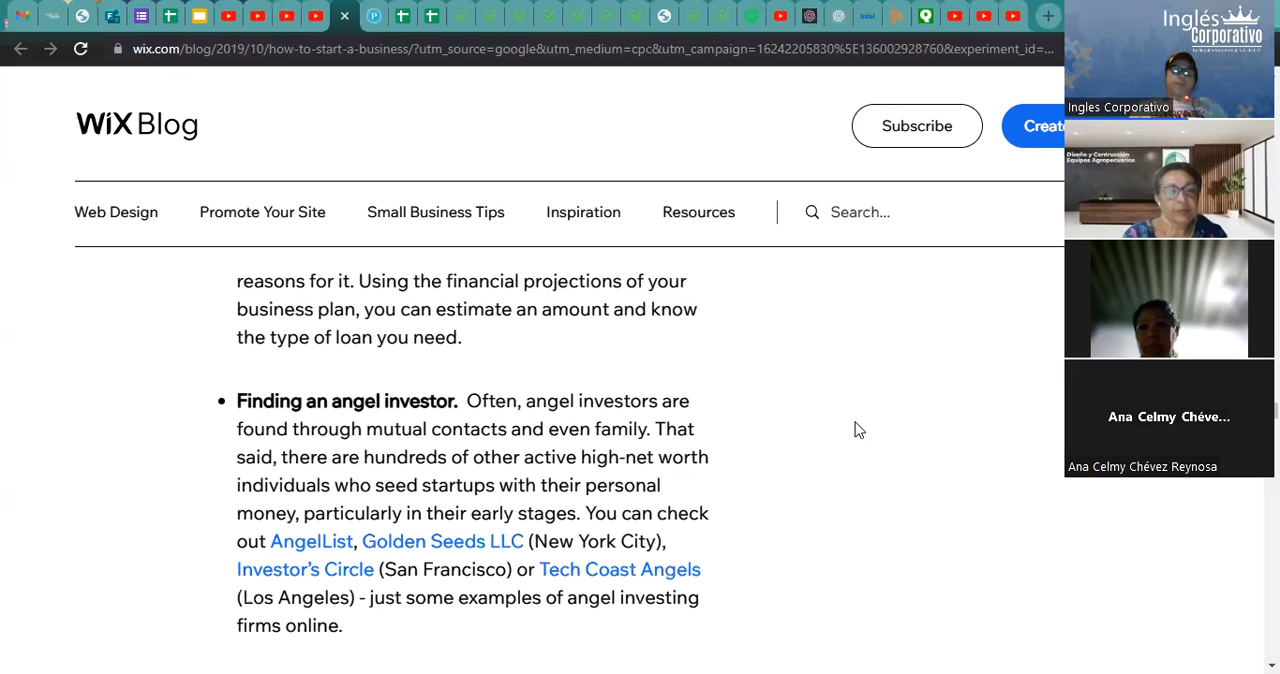 wix.com/blog/2019/10/how-to-start-a-business/?utm_source=google&utm_medium=cpc&utm_campaign=16242205830%5E136002928760&experiment_id=...
WiX Blog
Subscribe
Create
Web Design
Promote Your Site
Small Business Tips
Inspiration
Resources
Search...
reasons for it. Using the financial projections of your
business plan, you can estimate an amount and know
the type of loan you need.
• Finding an angel investor. Often, angel investors are
found through mutual contacts and even family. That
said, there are hundreds of other active high-net worth
individuals who seed startups with their personal
money, particularly in their early stages. You can check
out AngelList, Golden Seeds LLC (New York City),
Investor's Circle (San Francisco) or Tech Coast Angels
(Los Angeles) - just some examples of angel investing
firms online.
Inglés
Corporativo
Ingles Corporativo
Diseño y Contrucción
Equipos Agropecuarios
Ana Celmy Chéve...
Ana Celmy Chévez Reynosa